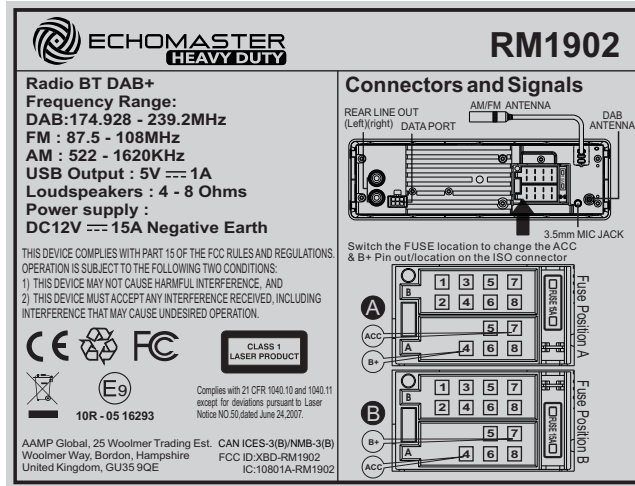 ECHOMASTER
HEAVY DUTY
RM1902
Radio BT DAB+
Frequency Range:
DAB:174.928 - 239.2MHz
FM : 87.5 - 108MHz
AM : 522 - 1620KHz
USB Output : 5V ⎓ 1A
Loudspeakers : 4 - 8 Ohms
Power supply :
DC12V ⎓ 15A Negative Earth
THIS DEVICE COMPLIES WITH PART 15 OF THE FCC RULES AND REGULATIONS.
OPERATION IS SUBJECT TO THE FOLLOWING TWO CONDITIONS:
1) THIS DEVICE MAY NOT CAUSE HARMFUL INTERFERENCE, AND
2) THIS DEVICE MUST ACCEPT ANY INTERFERENCE RECEIVED, INCLUDING
INTERFERENCE THAT MAY CAUSE UNDESIRED OPERATION.
CE
FC
CLASS 1
LASER PRODUCT
E9
10R - 05 16293
Complies with 21 CFR 1040.10 and 1040.11
except for deviations pursuant to Laser
Notice NO.50,dated June 24,2007.
AAMP Global, 25 Woolmer Trading Est.
Woolmer Way, Bordon, Hampshire
United Kingdom, GU35 9QE
CAN ICES-3(B)/NMB-3(B)
FCC ID:XBD-RM1902
IC:10801A-RM1902
Connectors and Signals
REAR LINE OUT
(Left)(right)
DATA PORT
AM/FM ANTENNA
DAB
ANTENNA
3.5mm MIC JACK
Switch the FUSE location to change the ACC
& B+ Pin out/location on the ISO connector
A
B
1 3 5 7
2 4 6 8
5 7
ACC
A
4 6 8
B+
FUSE 15A
Fuse Position A
B
B
1 3 5 7
2 4 6 8
5 7
B+
A
4 6 8
ACC
FUSE 15A
Fuse Position B